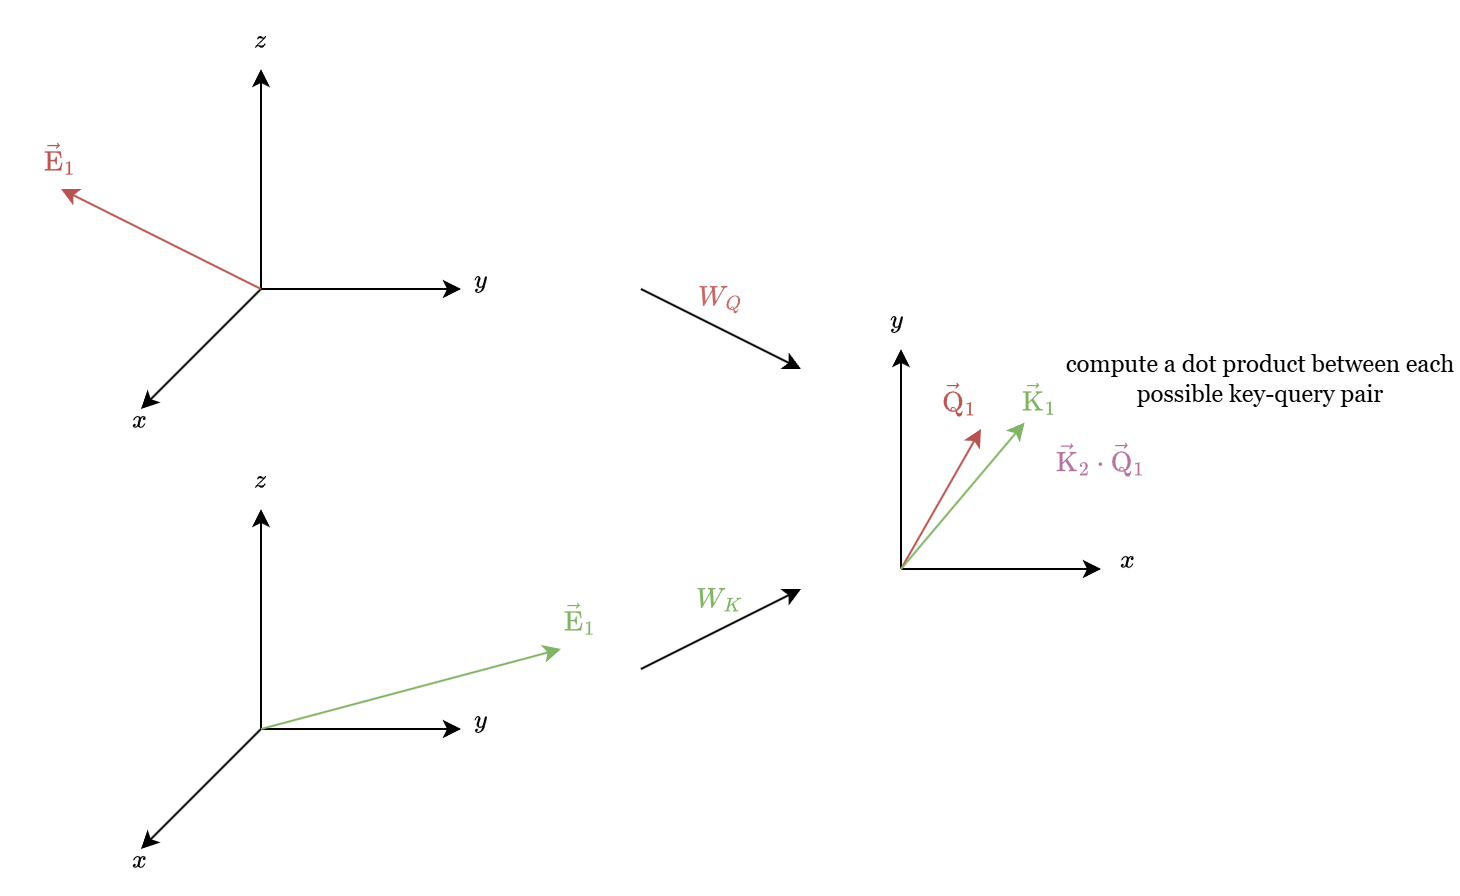 z
$\vec{\mathrm{E}}_1$
y
x
$W_Q$
y
compute a dot product between each
possible key-query pair
$\vec{\mathrm{Q}}_1$
$\vec{\mathrm{K}}_1$
$\vec{\mathrm{K}}_2 \cdot \vec{\mathrm{Q}}_1$
x
z
$W_K$
$\vec{\mathrm{E}}_1$
y
x